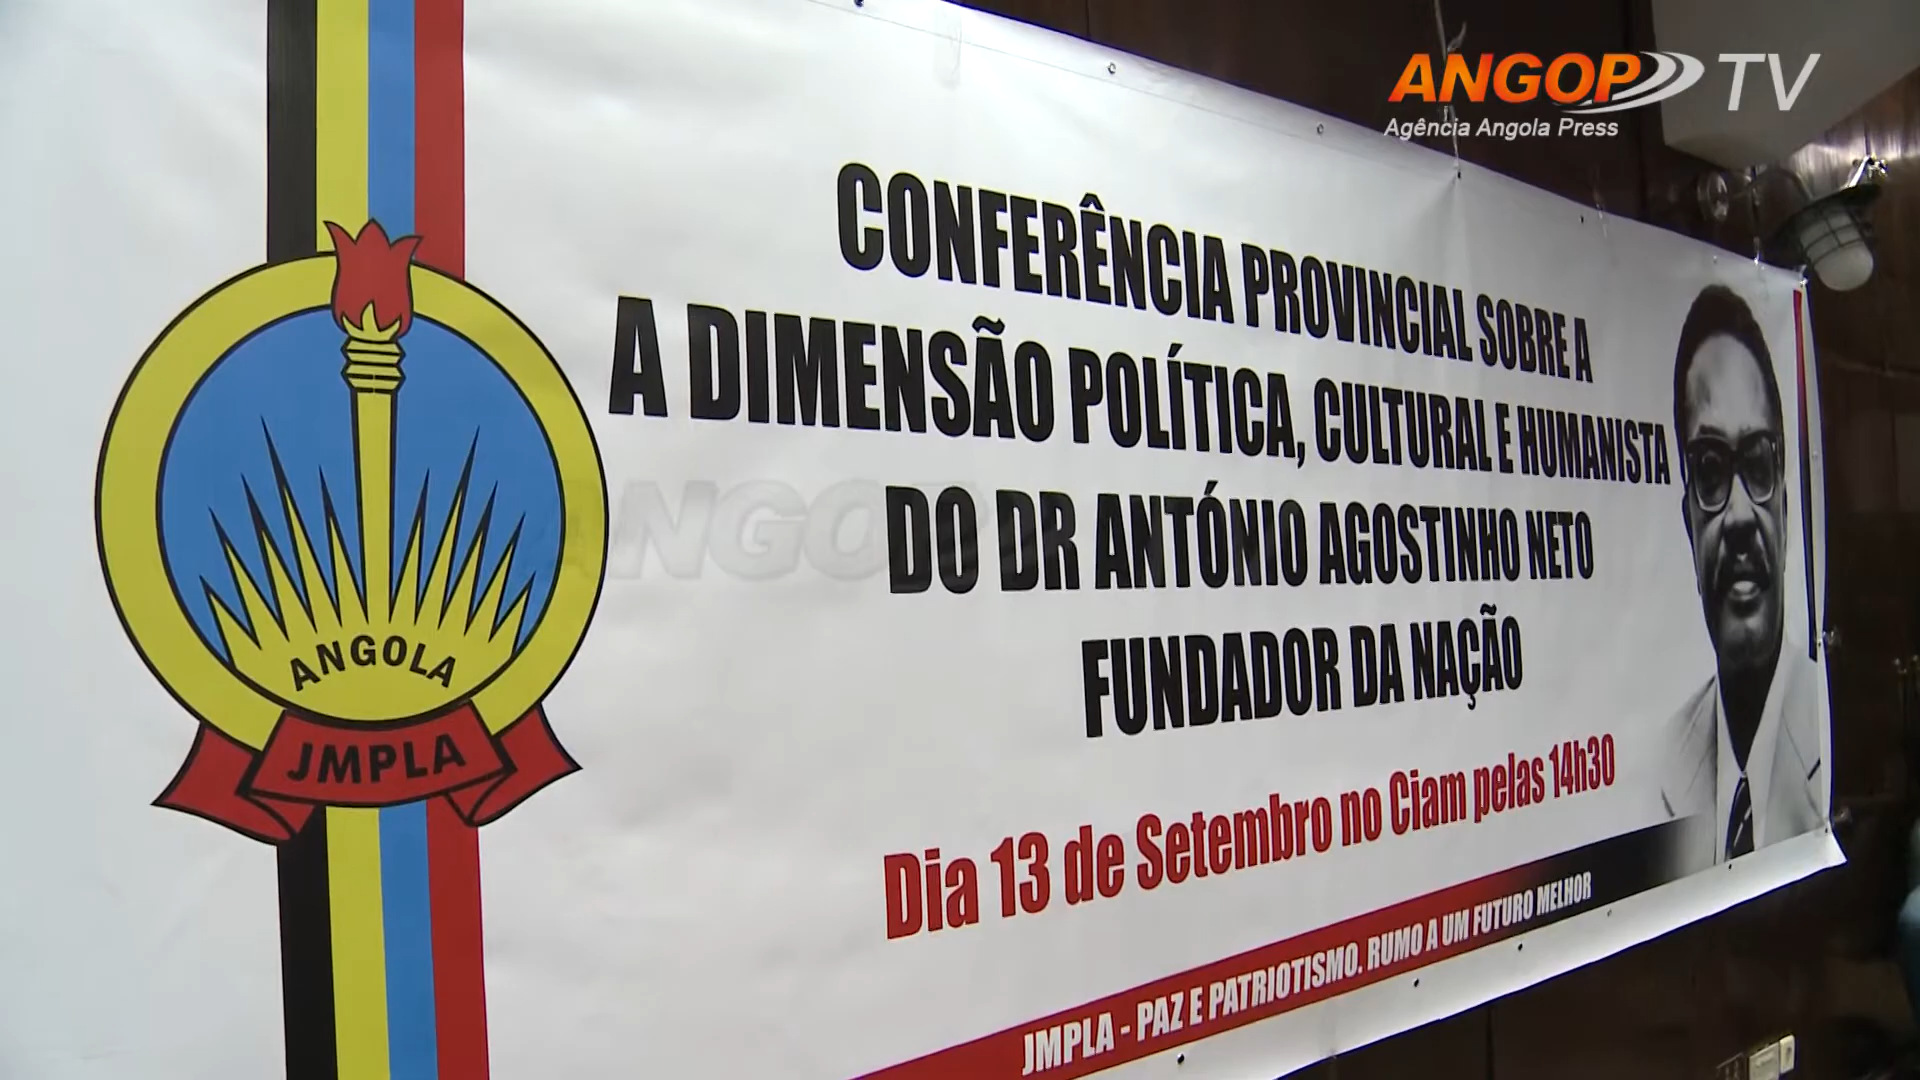 ANGOP TV
Agência Angola Press
CONFERÊNCIA PROVINCIAL SOBRE A
A DIMENSÃO POLÍTICA, CULTURAL E HUMANISTA
DO DR ANTÓNIO AGOSTINHO NETO
FUNDADOR DA NAÇÃO
Dia 13 de Setembro no Ciam pelas 14h30
JMPLA - PAZ E PATRIOTISMO. RUMO A UM FUTURO MELHOR
ANGOLA
JMPLA
ANGOP